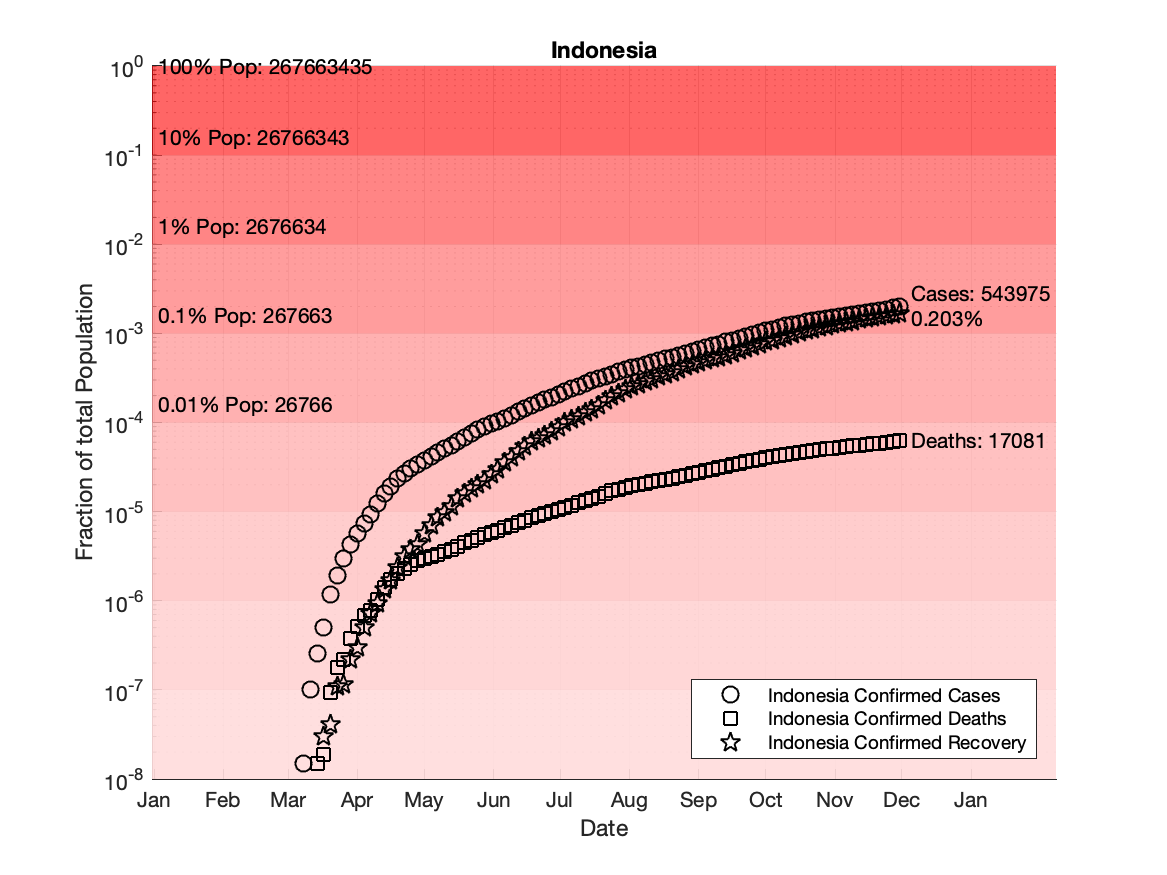 Indonesia
10^0
100% Pop: 267663435
10% Pop: 26766343
10^-1
1% Pop: 2676634
10^-2
0.1% Pop: 267663
10^-3
0.01% Pop: 26766
10^-4
10^-5
10^-6
10^-7
10^-8
Fraction of total Population
Cases: 543975
0.203%
Deaths: 17081
Indonesia Confirmed Cases
Indonesia Confirmed Deaths
Indonesia Confirmed Recovery
Jan Feb Mar Apr May Jun Jul Aug Sep Oct Nov Dec Jan
Date